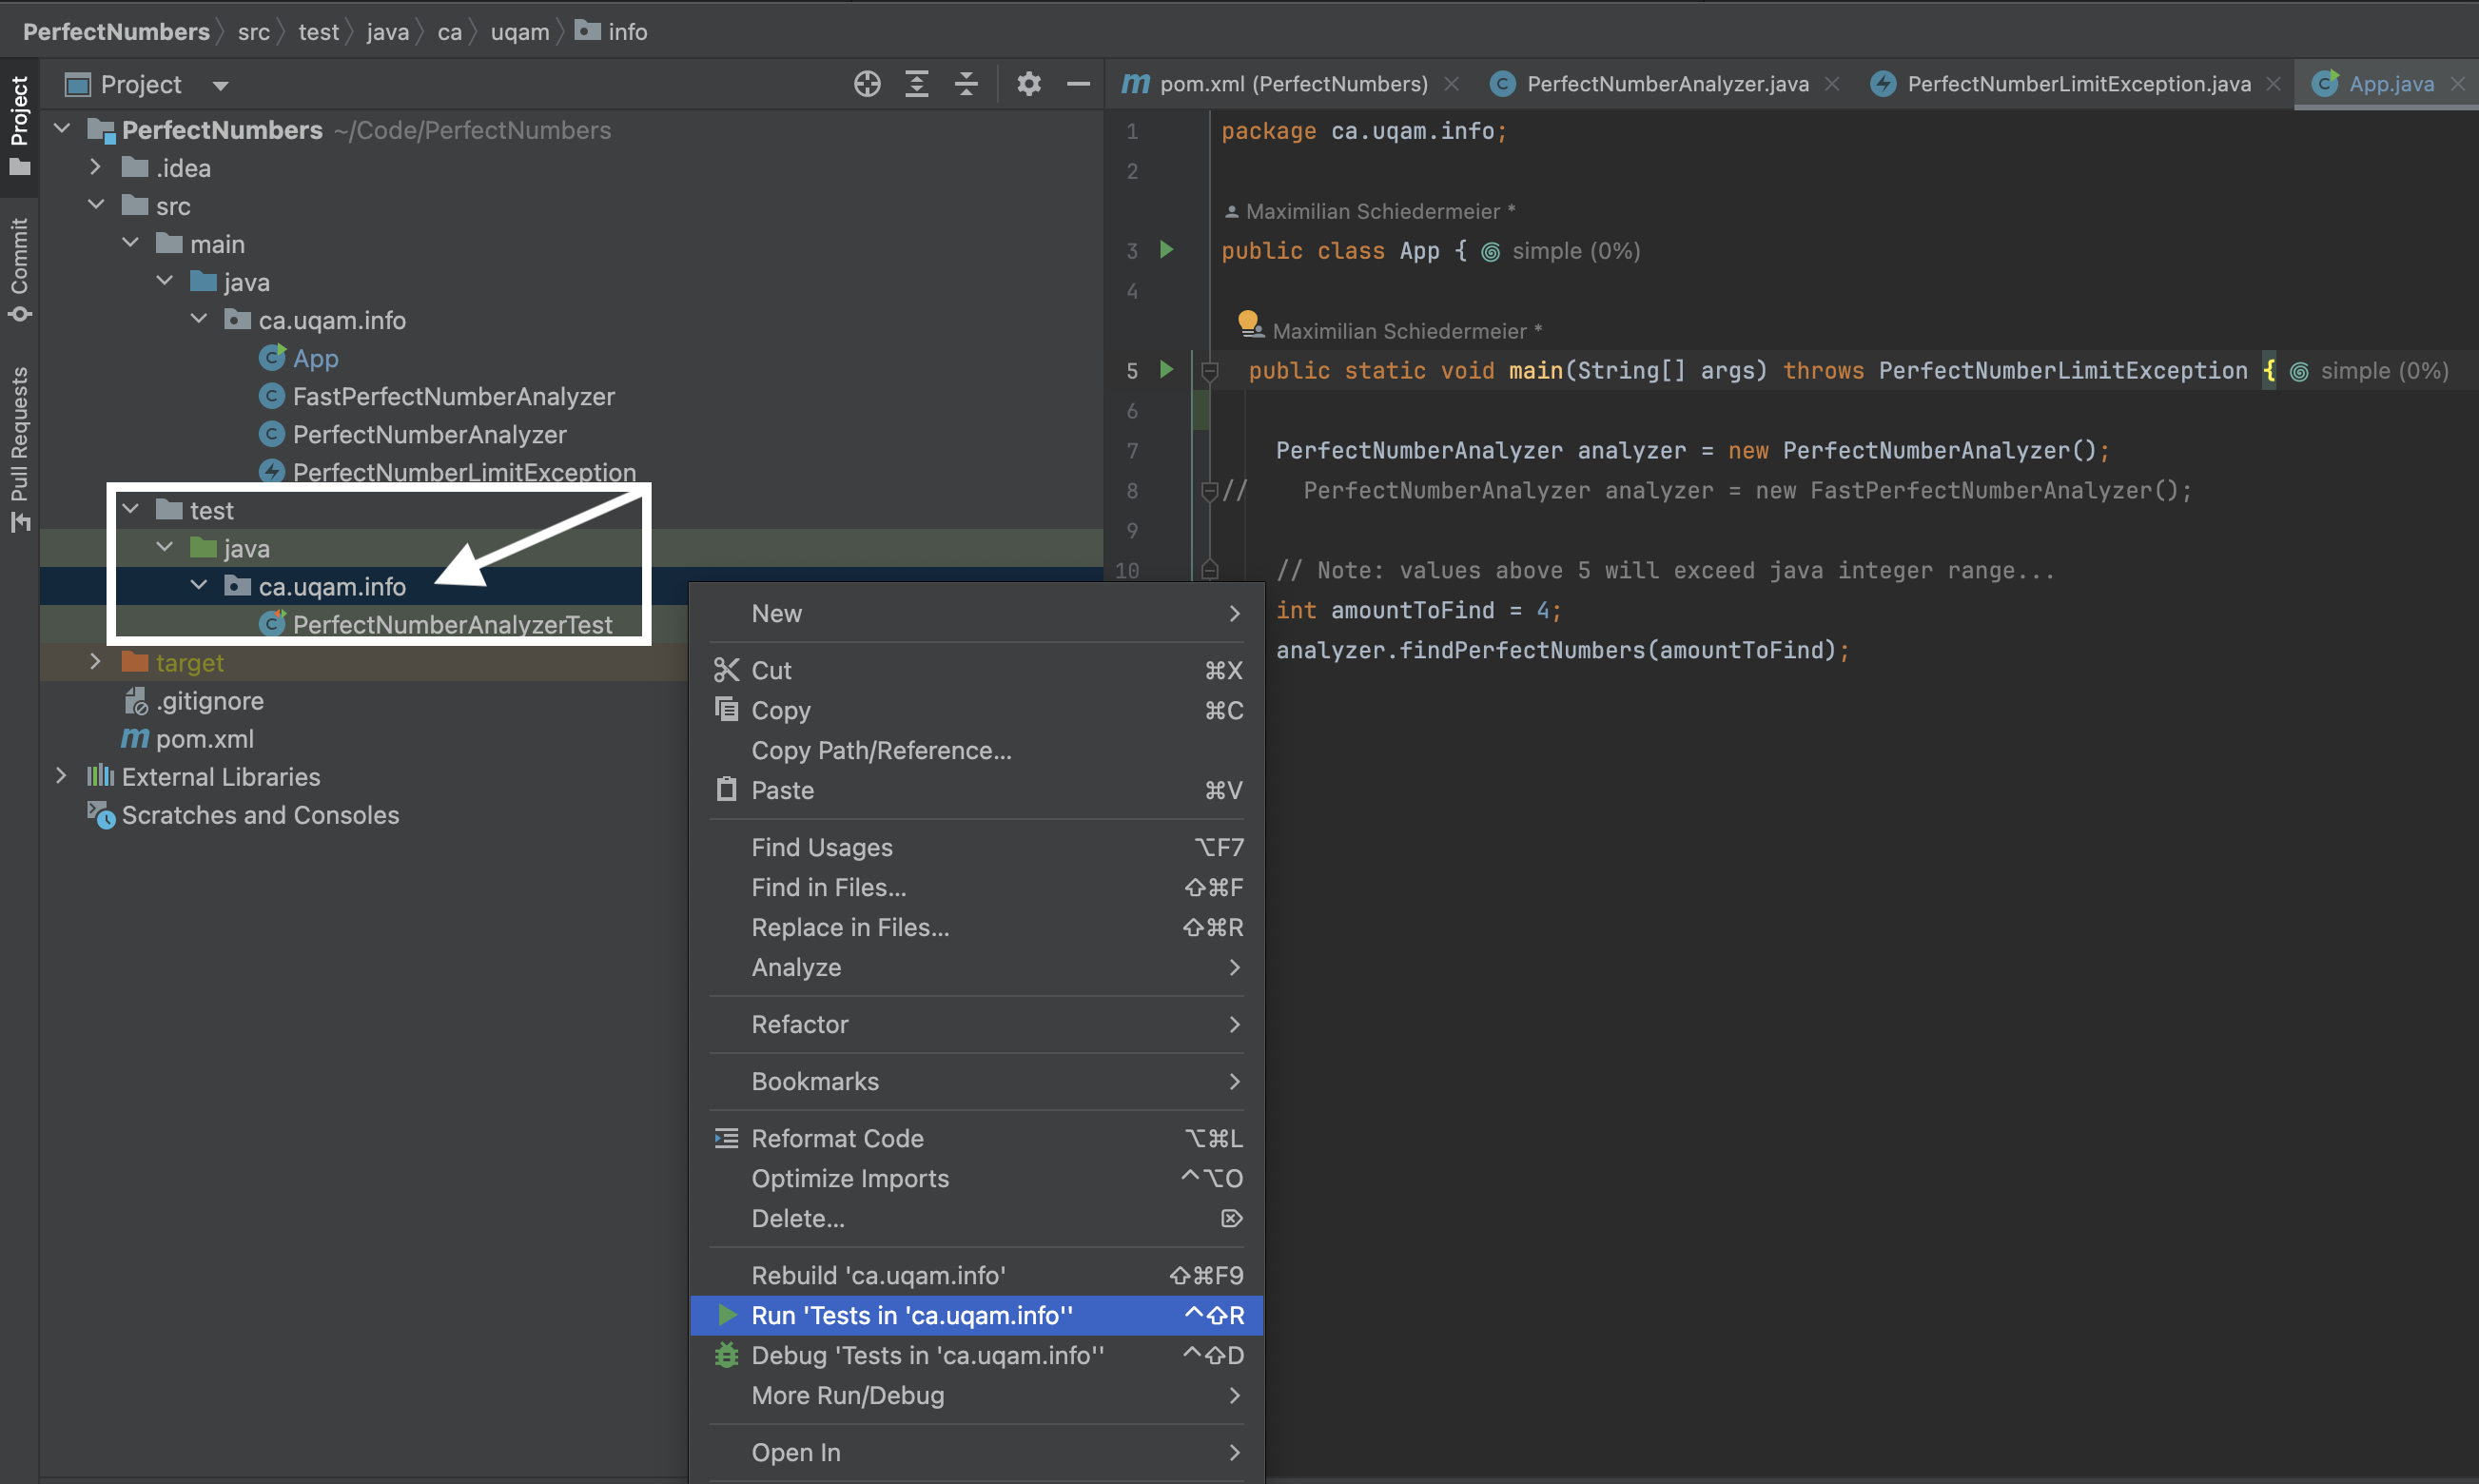 PerfectNumbers src test java ca uqam info
Project
Commit
Pull Requests
Project
PerfectNumbers ~/Code/PerfectNumbers
.idea
src
main
java
ca.uqam.info
App
FastPerfectNumberAnalyzer
PerfectNumberAnalyzer
PerfectNumberLimitException
test
java
ca.uqam.info
PerfectNumberAnalyzerTest
target
.gitignore
pom.xml
External Libraries
Scratches and Consoles
pom.xml (PerfectNumbers) PerfectNumberAnalyzer.java PerfectNumberLimitException.java App.java
1 package ca.uqam.info;
2
Maximilian Schiedermeier *
3 public class App { simple (0%)
4
Maximilian Schiedermeier *
5 public static void main(String[] args) throws PerfectNumberLimitException { simple (0%)
6
7 PerfectNumberAnalyzer analyzer = new PerfectNumberAnalyzer();
8 // PerfectNumberAnalyzer analyzer = new FastPerfectNumberAnalyzer();
9
10 // Note: values above 5 will exceed java integer range...
int amountToFind = 4;
analyzer.findPerfectNumbers(amountToFind);
New
Cut ⌘X
Copy ⌘C
Copy Path/Reference...
Paste ⌘V
Find Usages ⌥F7
Find in Files... ⇧⌘F
Replace in Files... ⇧⌘R
Analyze
Refactor
Bookmarks
Reformat Code ⌥⌘L
Optimize Imports ^⌥O
Delete... ⌦
Rebuild 'ca.uqam.info' ⇧⌘F9
Run 'Tests in 'ca.uqam.info'' ^⇧R
Debug 'Tests in 'ca.uqam.info'' ^⇧D
More Run/Debug
Open In